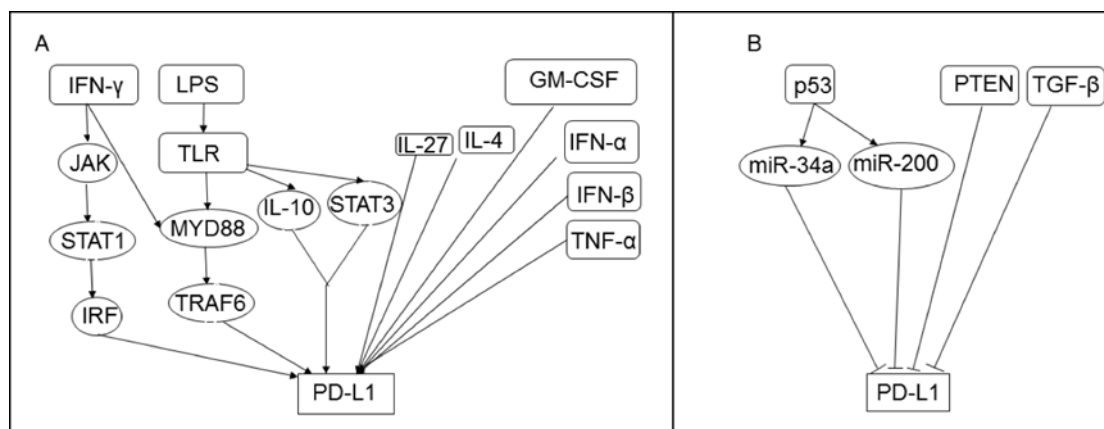 A
IFN-γ
LPS
GM-CSF
JAK
TLR
IL-27
IL-4
IFN-α
IL-10
STAT3
IFN-β
STAT1
MYD88
TNF-α
IRF
TRAF6
PD-L1
B
p53
PTEN
TGF-β
miR-34a
miR-200
PD-L1